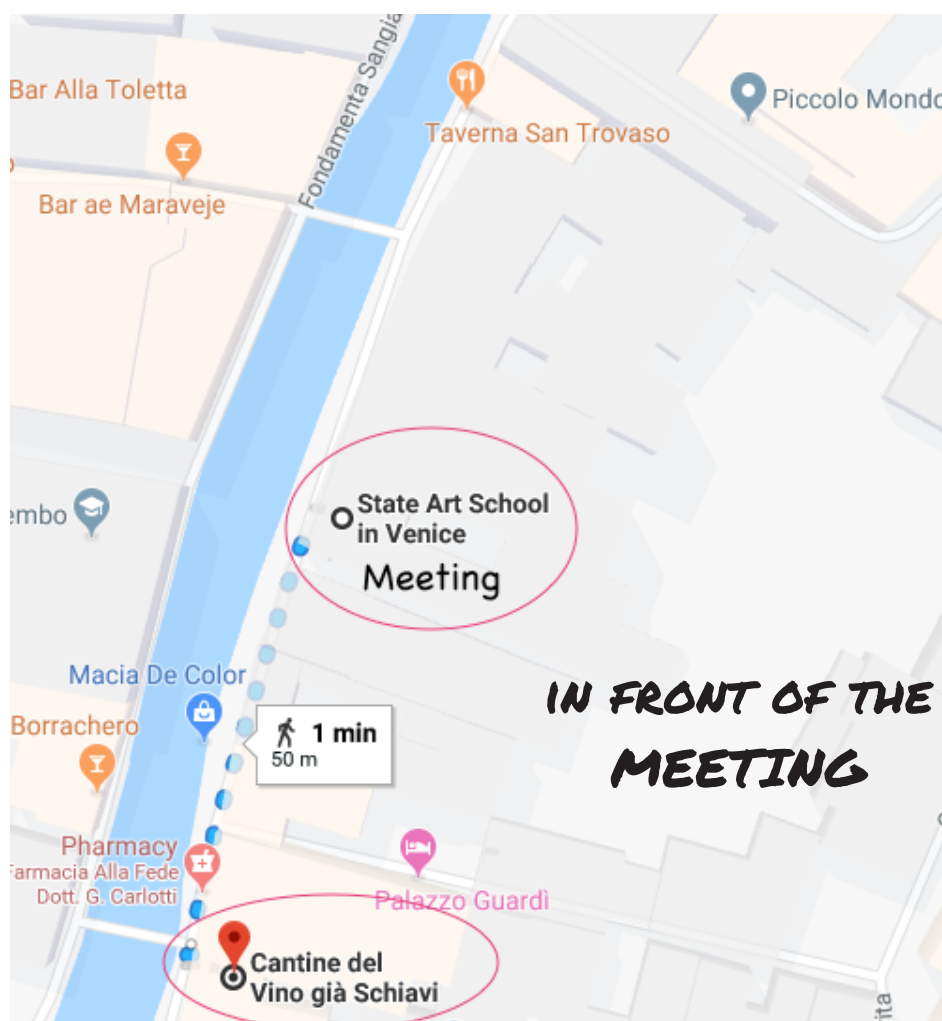 Fondamenta Sangia
Bar Alla Toletta
Taverna San Trovaso
Piccolo Mondo
Bar ae Maraveje
State Art School
in Venice
Meeting
embo
Macia De Color
IN FRONT OF THE
MEETING
Borrachero
1 min
50 m
Pharmacy
Farmacia Alla Fede
Dott. G. Carlotti
Palazzo Guardì
Cantine del
Vino già Schiavi
ita